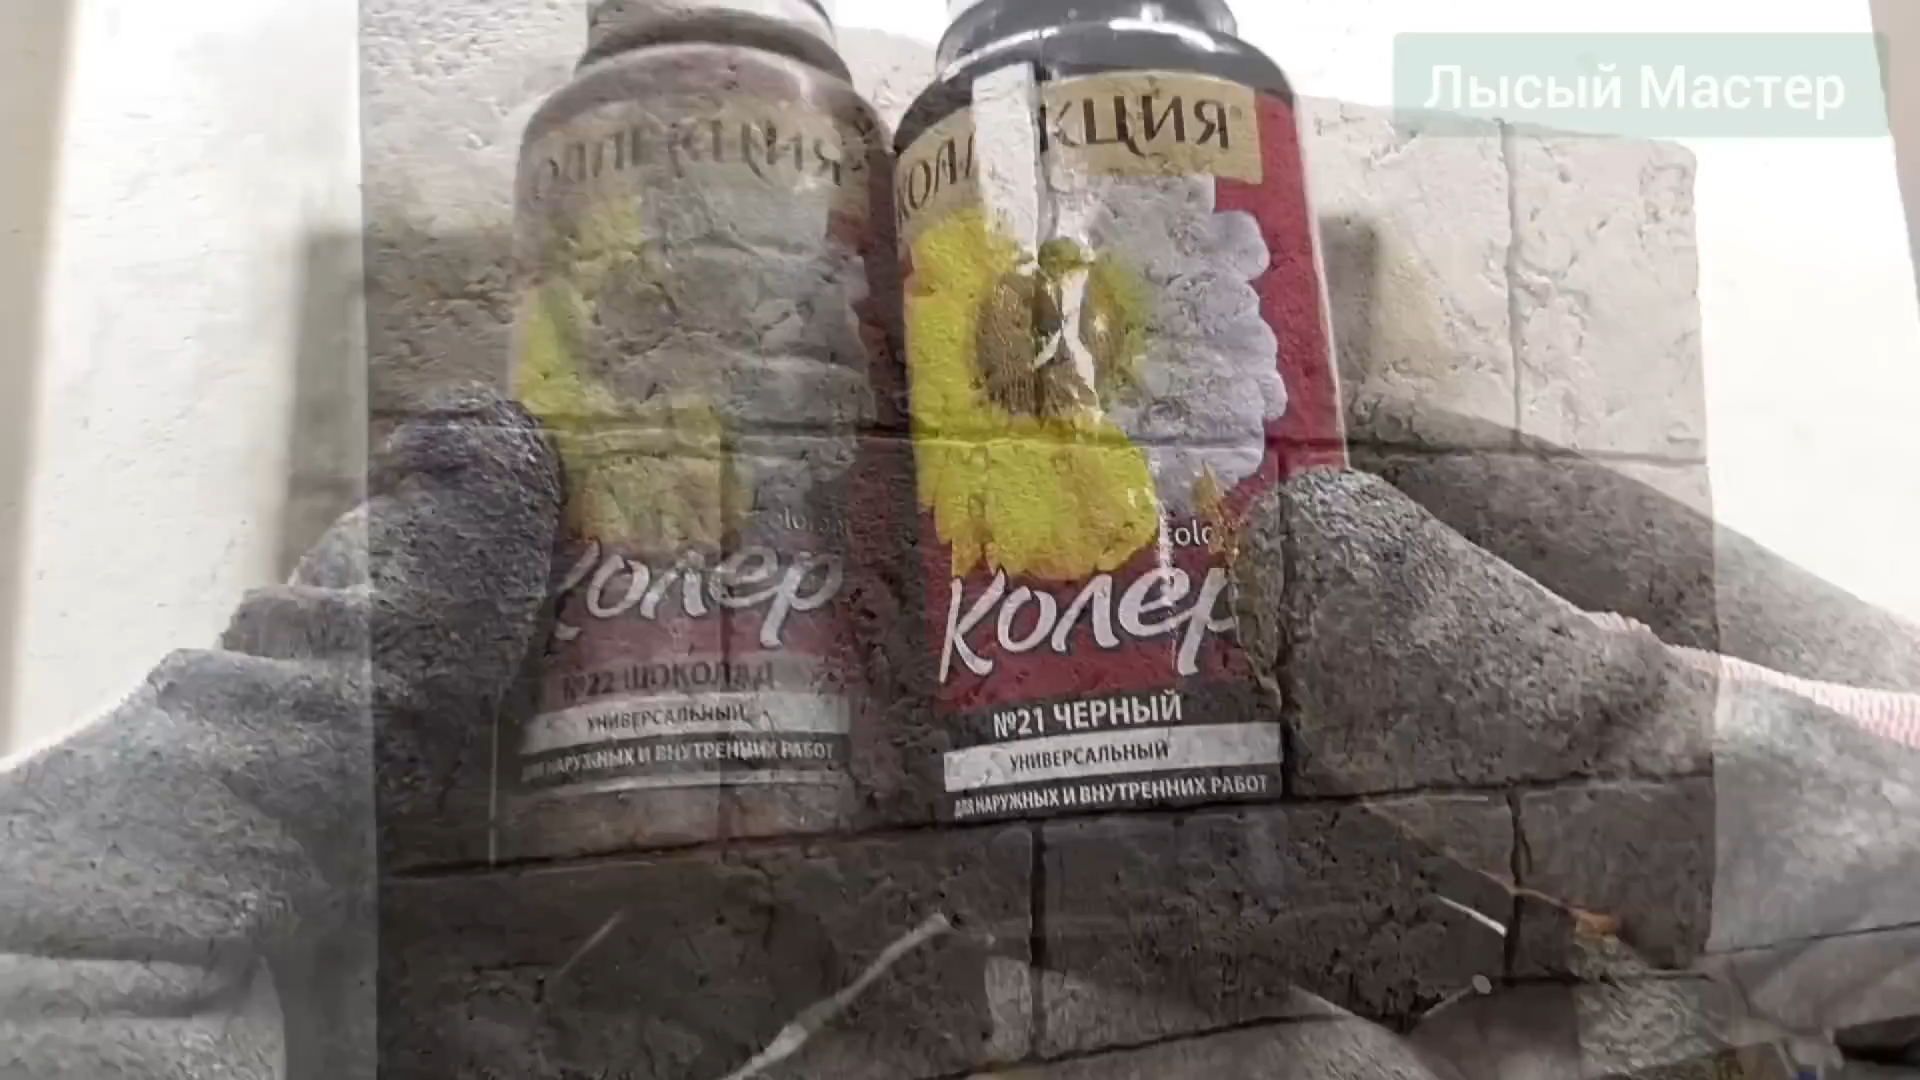 Лысый Мастер
КОЛЛЕКЦИЯ
КОЛЛЕКЦИЯ
Колер
№22 ШОКОЛАД
УНИВЕРСАЛЬНЫЙ
ДЛЯ НАРУЖНЫХ И ВНУТРЕННИХ РАБОТ
Колер
№21 ЧЕРНЫЙ
УНИВЕРСАЛЬНЫЙ
ДЛЯ НАРУЖНЫХ И ВНУТРЕННИХ РАБОТ